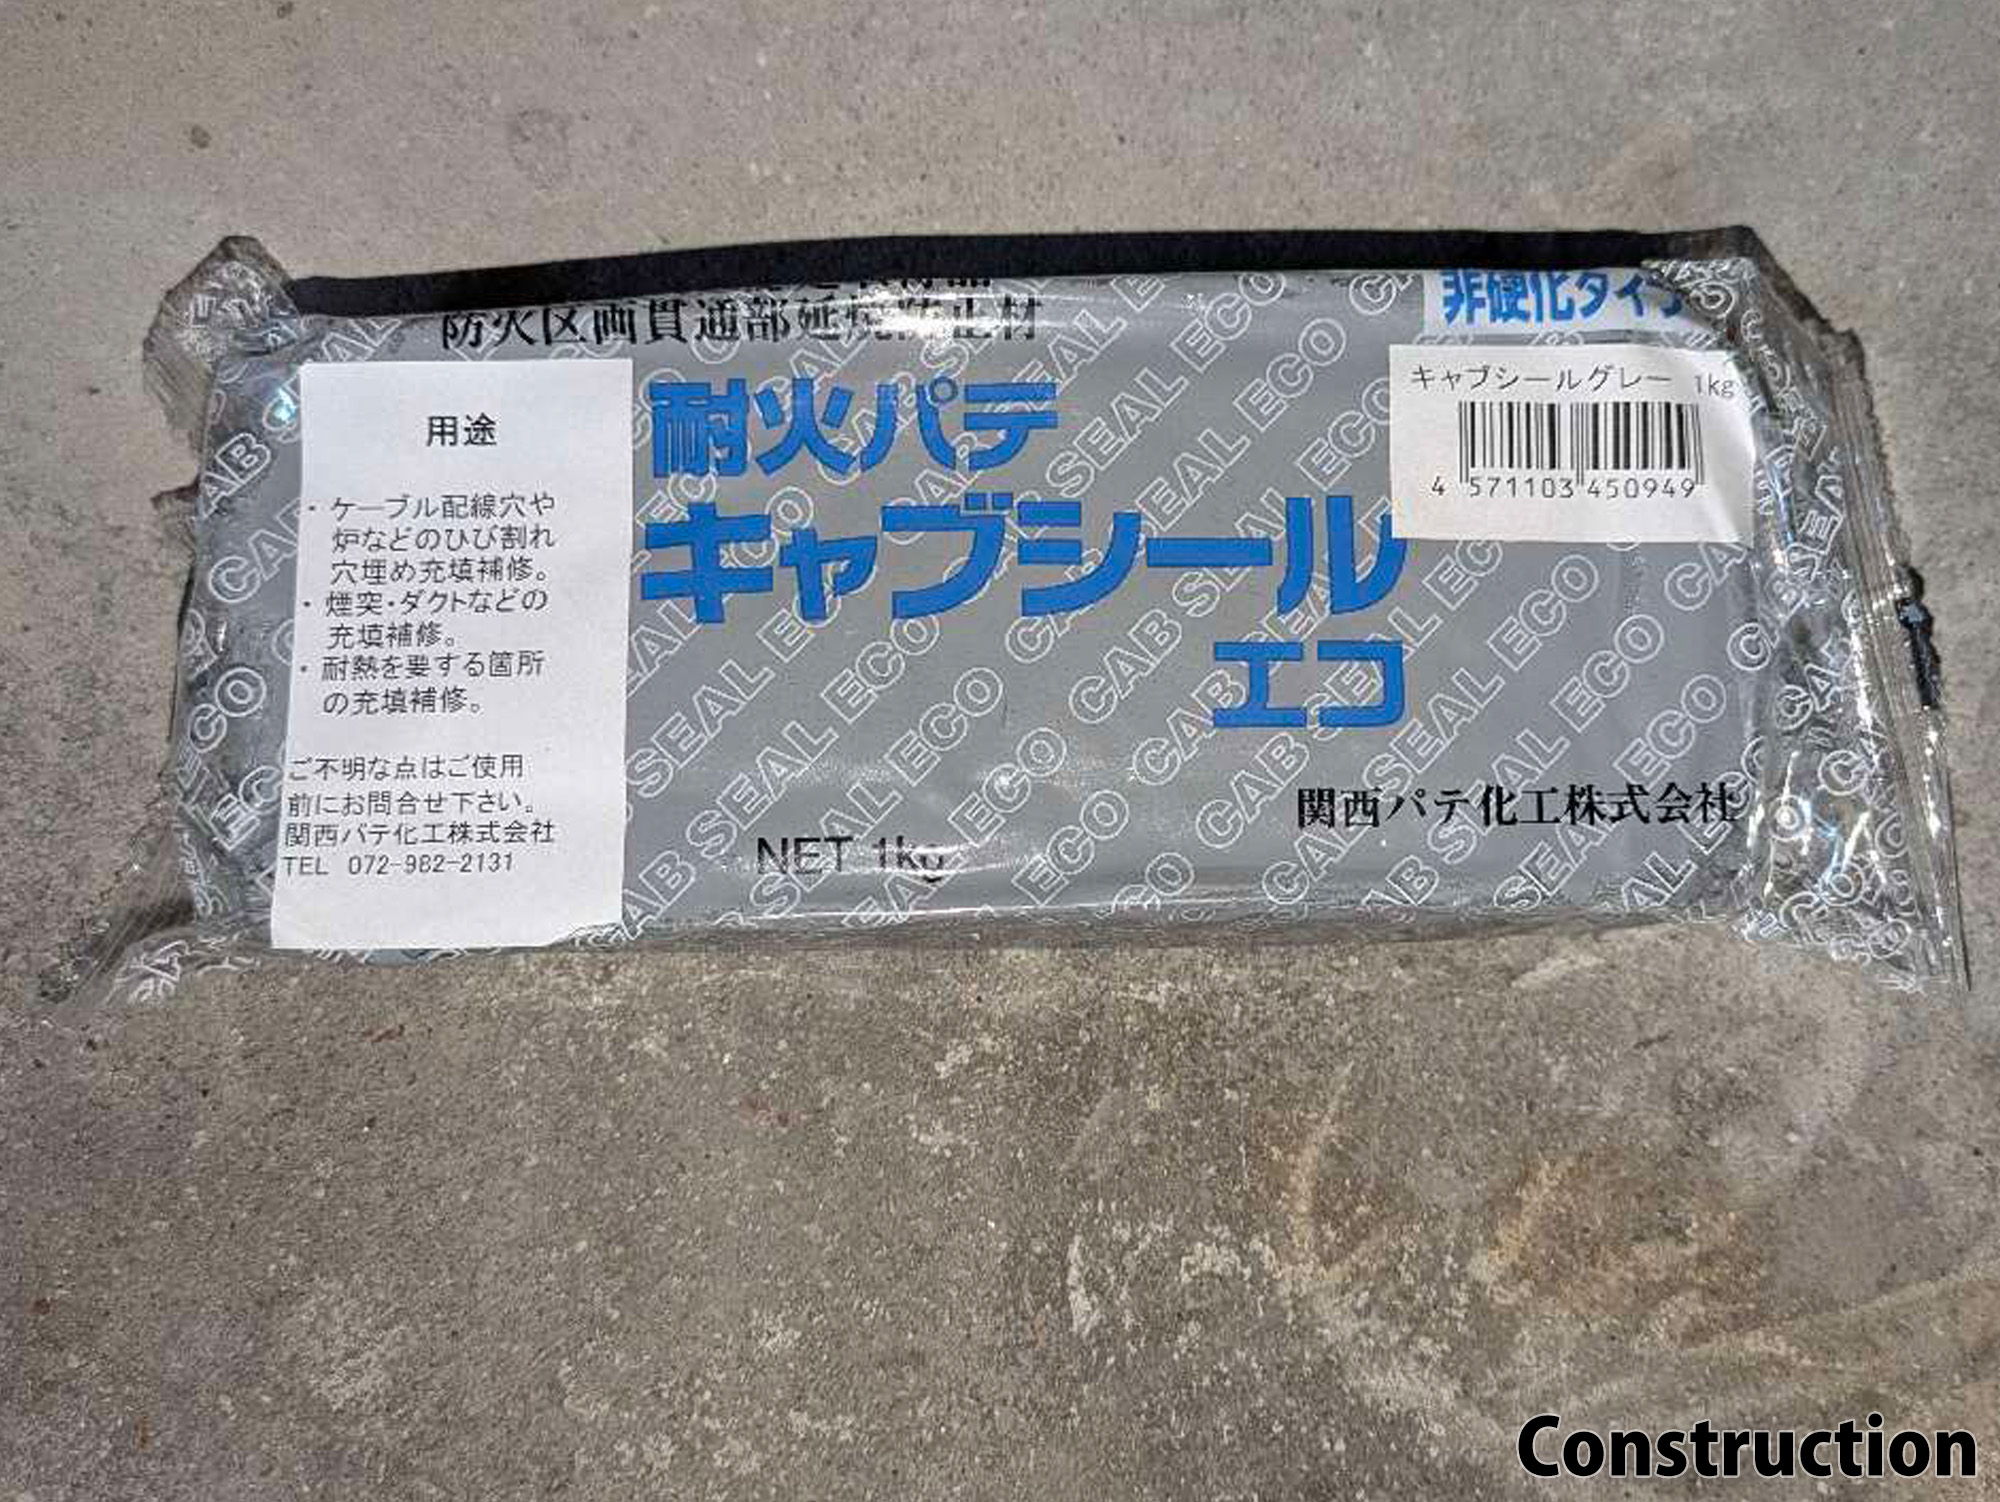 防火区画貫通部延焼防止材
非硬化タイプ
キャブシールグレー 1kg
4 571103 450949
耐火パテ
キャブシール
エコ
用途
・ケーブル配線穴や
炉などのひび割れ
穴埋め充填補修。
・煙突・ダクトなどの
充填補修。
・耐熱を要する箇所
の充填補修。
ご不明な点はご使用
前にお問合せ下さい。
関西パテ化工株式会社
TEL 072-982-2131
NET 1kg
関西パテ化工株式会社
CAB SEAL ECO
Construction